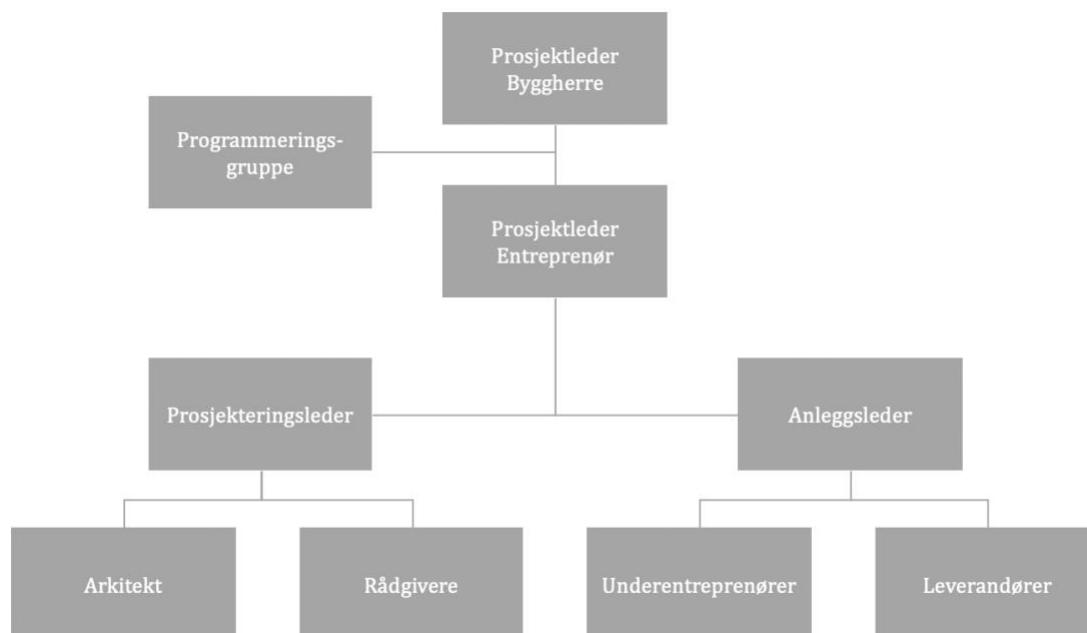 Prosjektleder
Byggherre
Programmerings-
gruppe
Prosjektleder
Entreprenør
Prosjekteringsleder
Anleggsleder
Arkitekt
Rådgivere
Underentreprenører
Leverandører